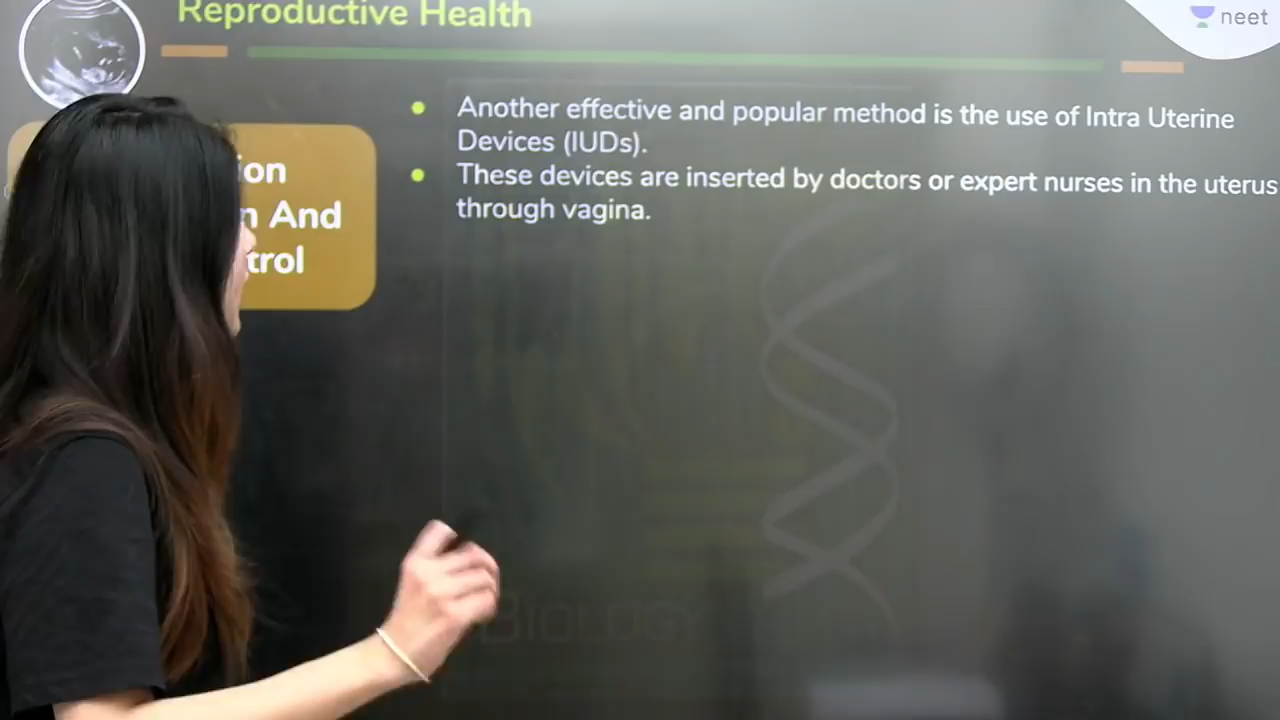 Reproductive Health
neet
ion
n And
trol
Another effective and popular method is the use of Intra Uterine
Devices (IUDs).
These devices are inserted by doctors or expert nurses in the uterus
through vagina.
BIOLOGY